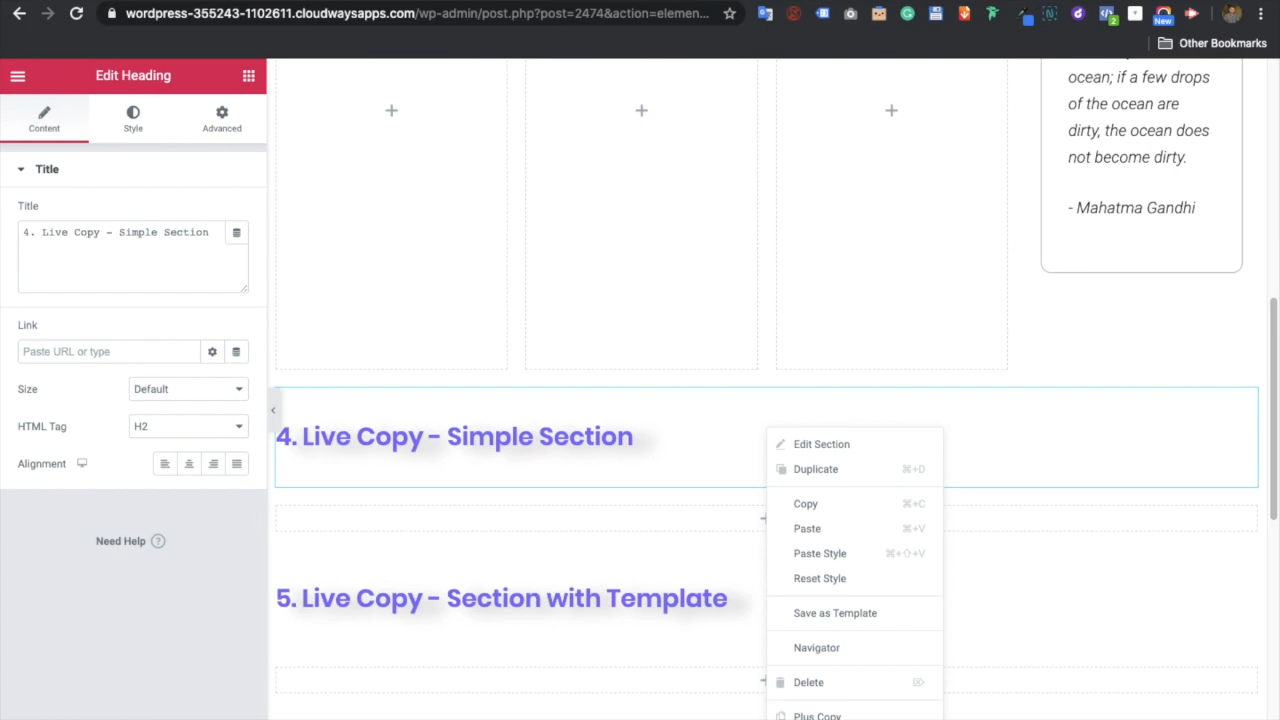 wordpress-355243-1102611.cloudwaysapps.com/wp-admin/post.php?post=2474&action=elemen...
2
New
Other Bookmarks
Edit Heading
Content
Style
Advanced
Title
Title
4. Live Copy - Simple Section
Link
Paste URL or type
Size
Default
HTML Tag
H2
Alignment
Need Help ?
ocean; if a few drops
of the ocean are
dirty, the ocean does
not become dirty.
- Mahatma Gandhi
4. Live Copy - Simple Section
5. Live Copy - Section with Template
Edit Section
Duplicate ⌘+D
Copy ⌘+C
Paste ⌘+V
Paste Style ⌘+⇧+V
Reset Style
Save as Template
Navigator
Delete ⌦
Plus Copy